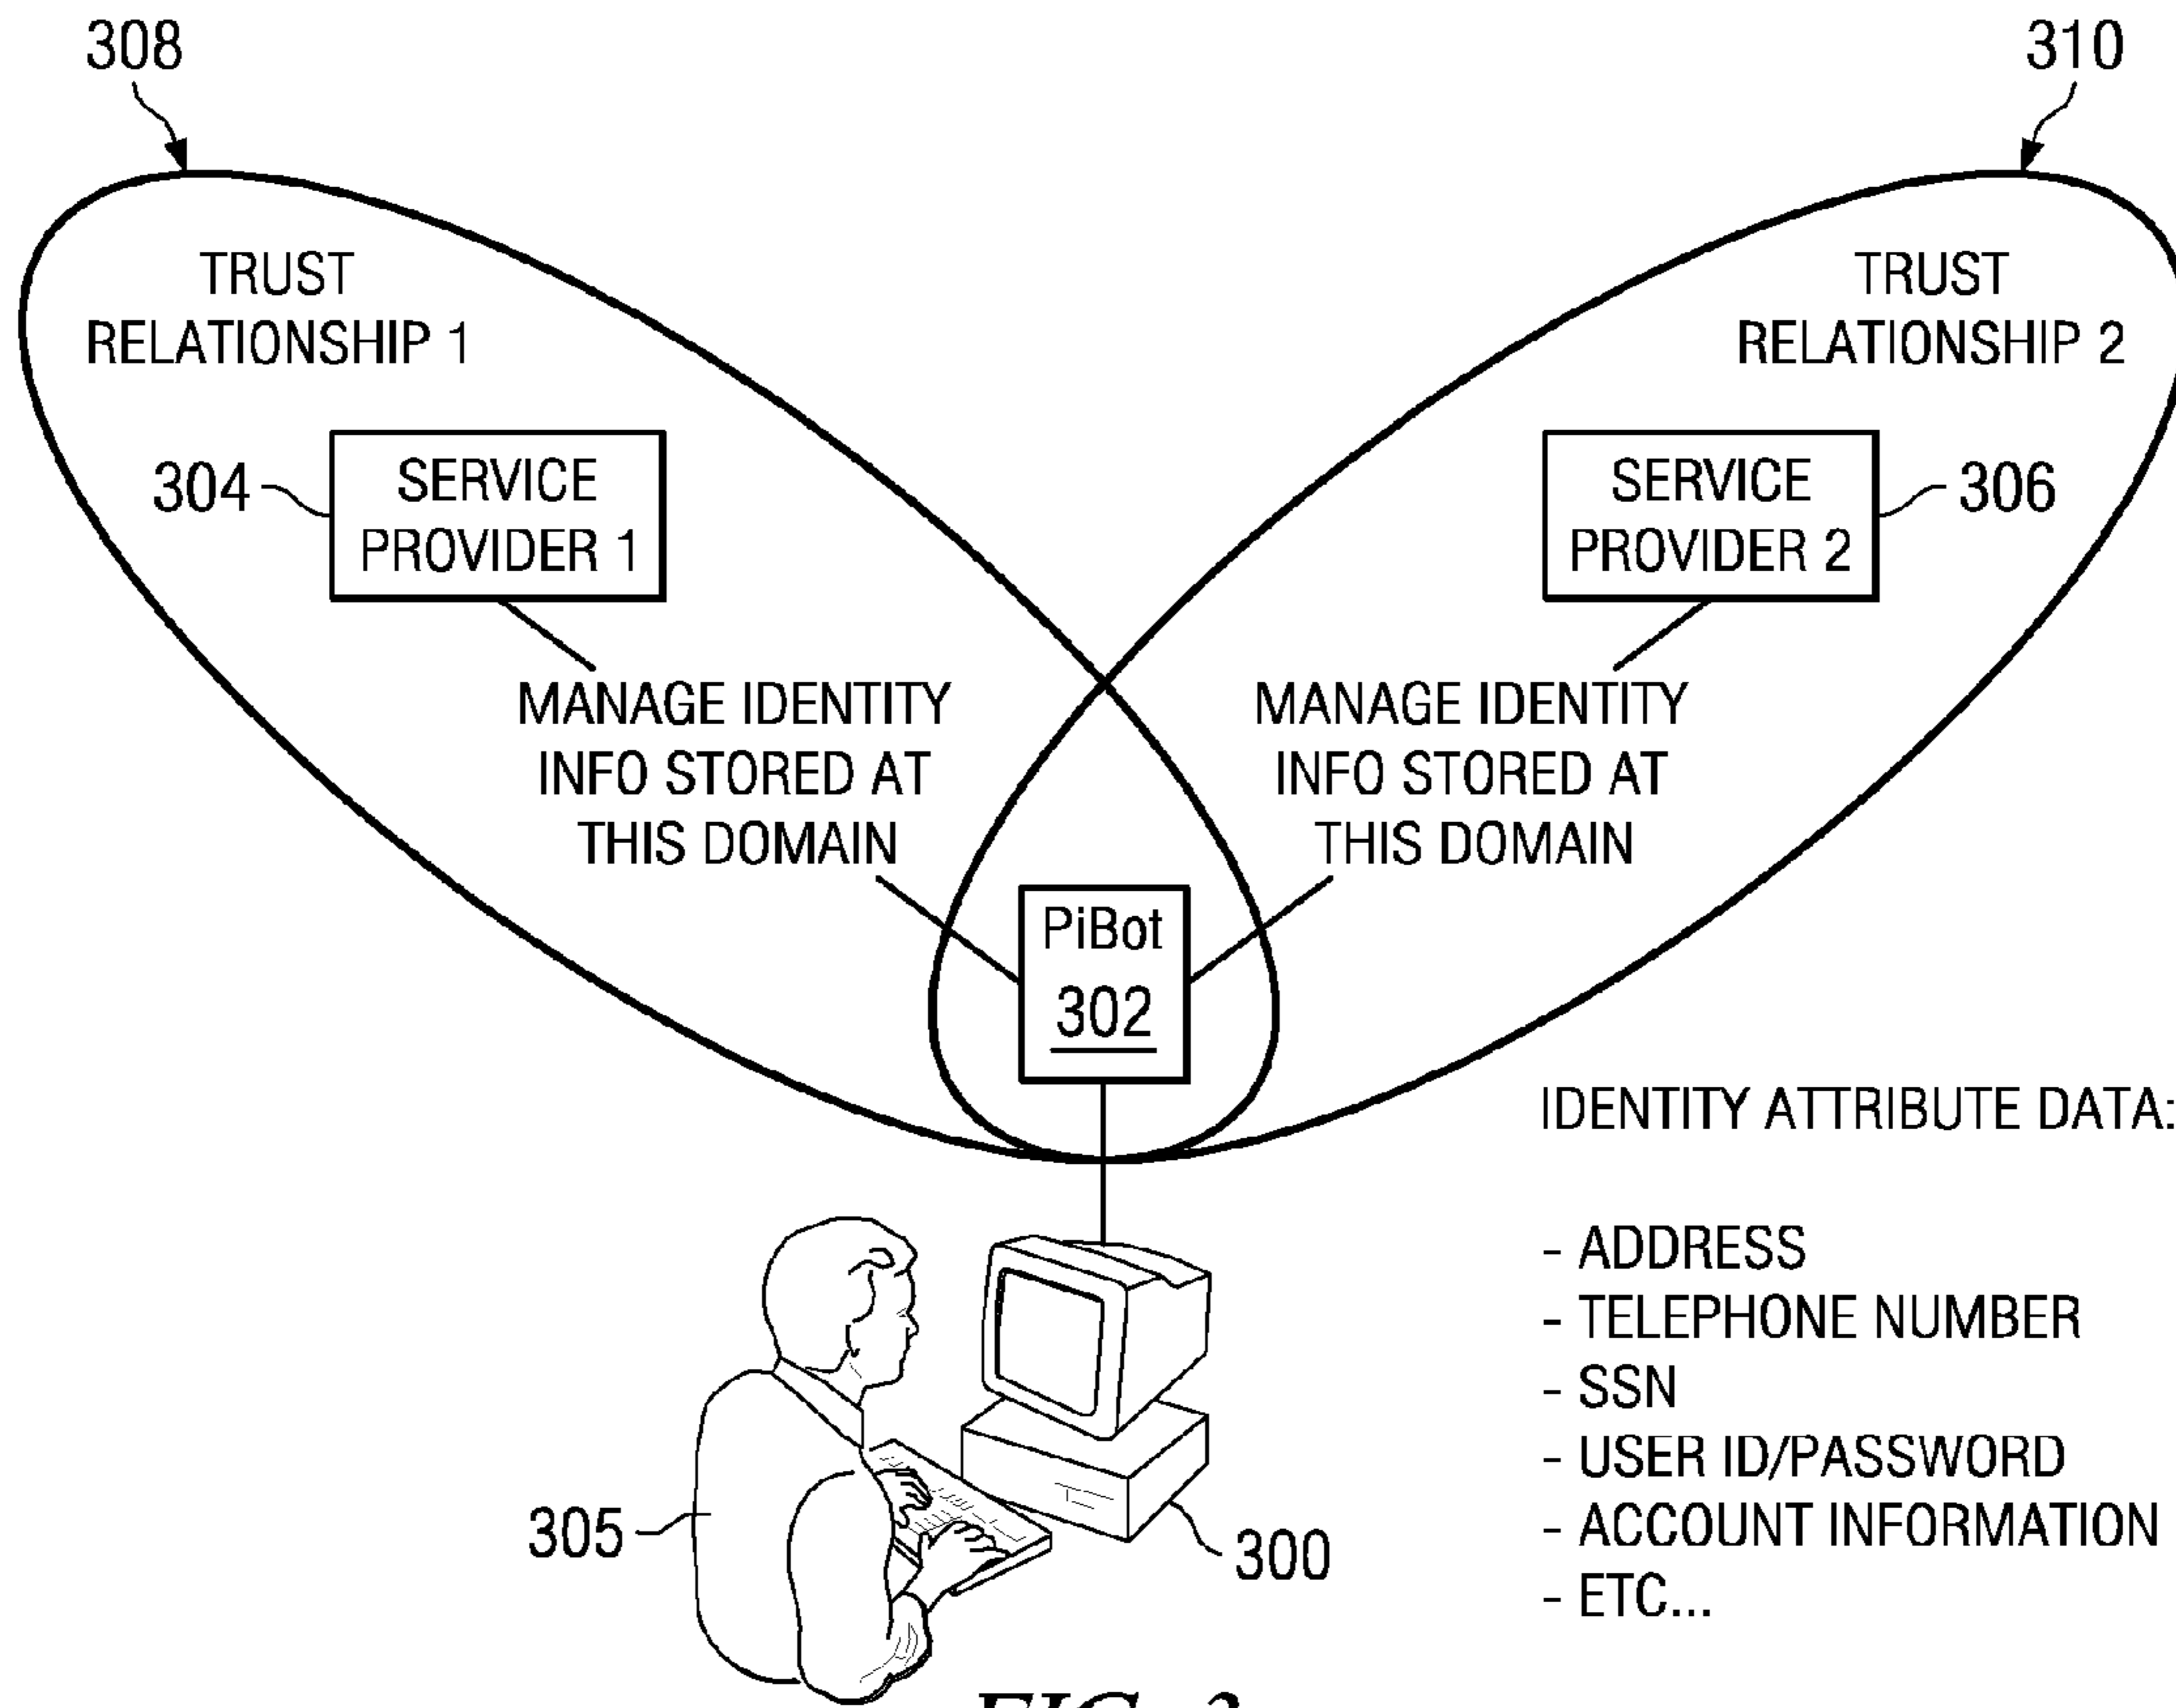 308
310
TRUST
RELATIONSHIP 1
TRUST
RELATIONSHIP 2
304
SERVICE
PROVIDER 1
SERVICE
PROVIDER 2
306
MANAGE IDENTITY
INFO STORED AT
THIS DOMAIN
MANAGE IDENTITY
INFO STORED AT
THIS DOMAIN
PiBot
302
IDENTITY ATTRIBUTE DATA:
- ADDRESS
- TELEPHONE NUMBER
- SSN
- USER ID/PASSWORD
- ACCOUNT INFORMATION
- ETC...
305
300
FIG. 3